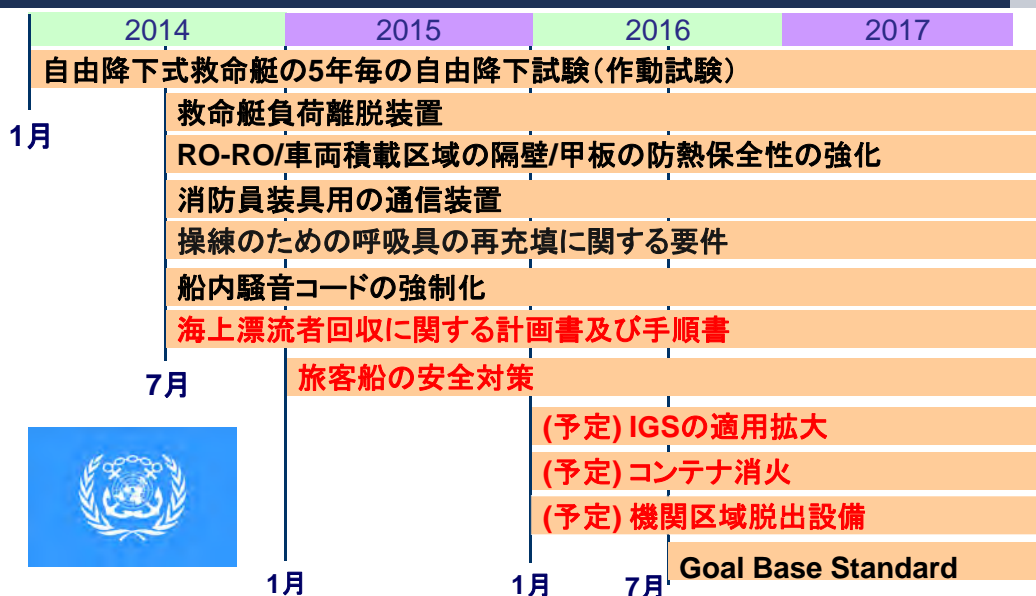 2014 2015 2016 2017
自由降下式救命艇の5年毎の自由降下試験(作動試験)
救命艇負荷離脱装置
1月
RO-RO/車両積載区域の隔壁/甲板の防熱保全性の強化
消防員装具用の通信装置
操練のための呼吸具の再充填に関する要件
船内騒音コードの強制化
海上漂流者回収に関する計画書及び手順書
7月
旅客船の安全対策
(予定) IGSの適用拡大
(予定) コンテナ消火
(予定) 機関区域脱出設備
Goal Base Standard
1月 1月 7月